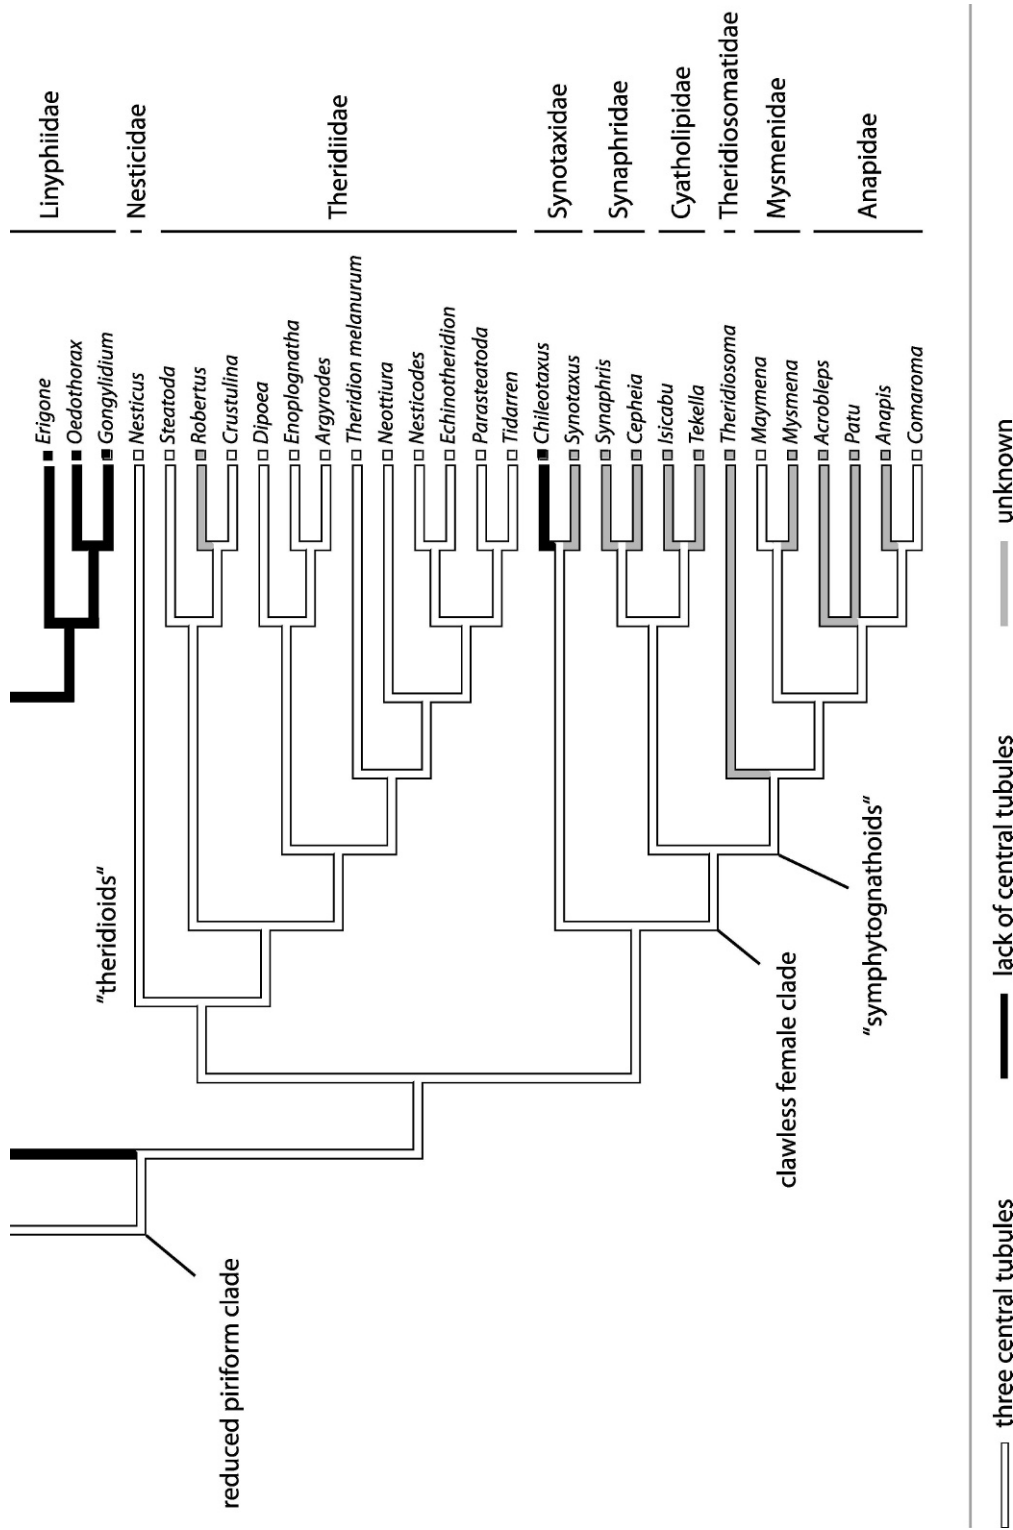 Linyphiidae
Nesticidae
Theridiidae
Synotaxidae
Synaphridae
Cyatholipidae
Theridiosomatidae
Mysmenidae
Anapidae
Erigone
Oedothorax
Gongylidium
Nesticus
Steatoda
Robertus
Crustulina
Dipoea
Enoplognatha
Argyrodes
Theridion melanurum
Neottiura
Nesticodes
Echinotheridion
Parasteatoda
Tidarren
Chileotaxus
Synotaxus
Synaphris
Cepheia
Isicabu
Tekella
Theridiosoma
Maymena
Mysmena
Acrobleps
Patu
Anapis
Comaroma
"theridioids"
"symphytognathoids"
clawless female clade
reduced piriform clade
three central tubules
lack of central tubules
unknown